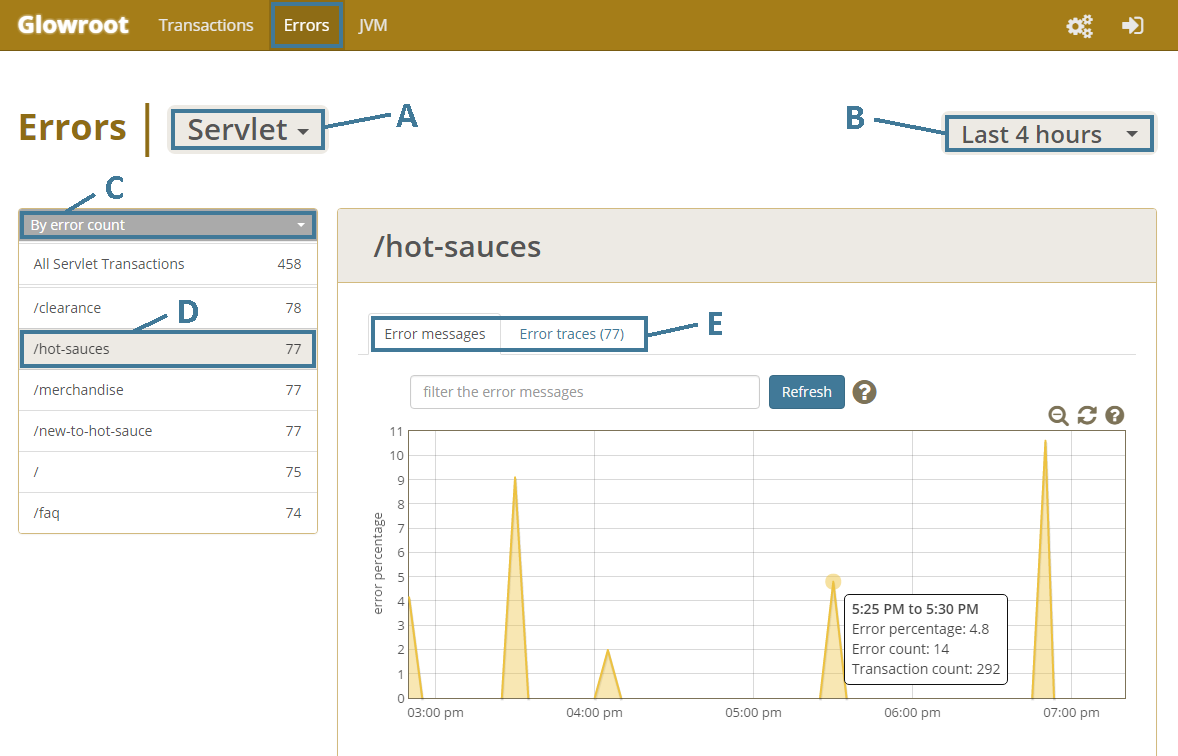 Glowroot Transactions Errors JVM
Errors Servlet A
B Last 4 hours
C
By error count
All Servlet Transactions 458
/clearance 78
D
/hot-sauces 77
/merchandise 77
/new-to-hot-sauce 77
/ 75
/faq 74
/hot-sauces
Error messages Error traces (77) E
filter the error messages Refresh ?
?
error percentage
11
10
9
8
7
6
5
4
3
2
1
0
5:25 PM to 5:30 PM
Error percentage: 4.8
Error count: 14
Transaction count: 292
03:00 pm 04:00 pm 05:00 pm 06:00 pm 07:00 pm